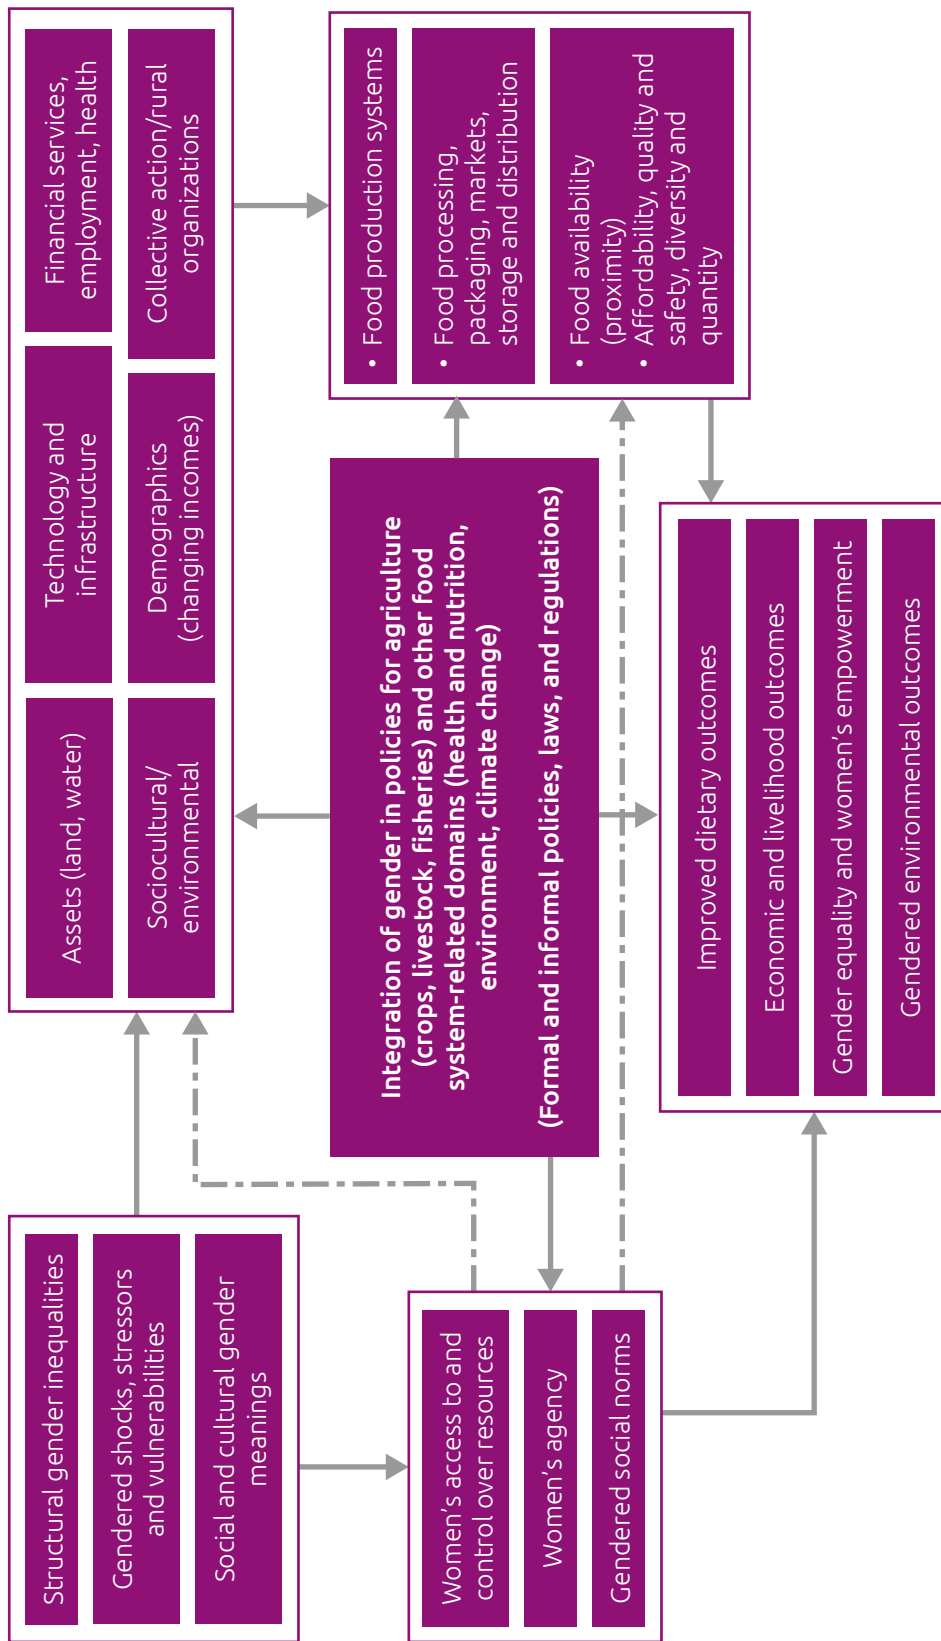 Structural gender inequalities
Gendered shocks, stressors
and vulnerabilities
Social and cultural gender
meanings
Assets (land, water)
Technology and
infrastructure
Financial services,
employment, health
Sociocultural/
environmental
Demographics
(changing incomes)
Collective action/rural
organizations
Women's access to and
control over resources
Women's agency
Gendered social norms
Integration of gender in policies for agriculture
(crops, livestock, fisheries) and other food
system-related domains (health and nutrition,
environment, climate change)
(Formal and informal policies, laws, and regulations)
• Food production systems
• Food processing,
packaging, markets,
storage and distribution
• Food availability
(proximity)
• Affordability, quality and
safety, diversity and
quantity
Improved dietary outcomes
Economic and livelihood outcomes
Gender equality and women's empowerment
Gendered environmental outcomes